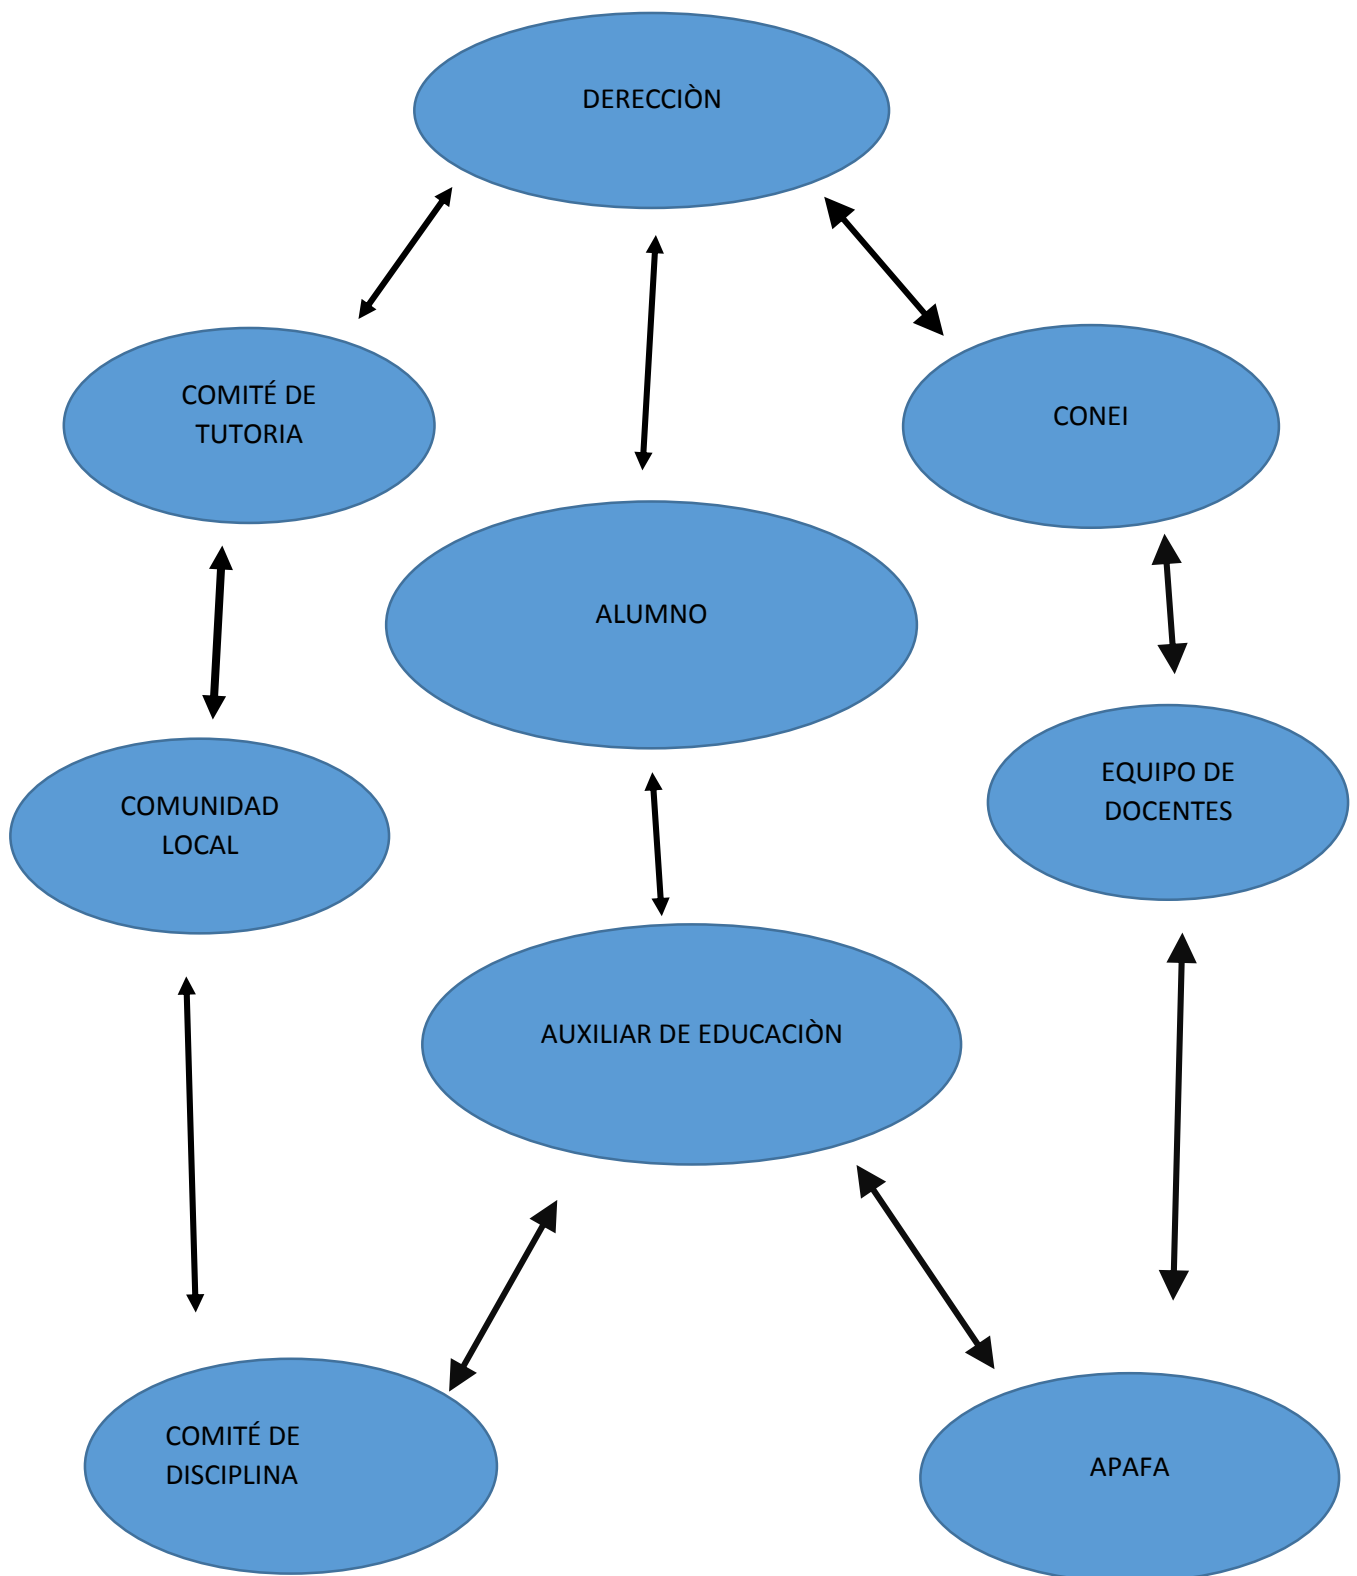 DERECCIÒN
COMITÉ DE
TUTORIA
CONEI
ALUMNO
COMUNIDAD
LOCAL
EQUIPO DE
DOCENTES
AUXILIAR DE EDUCACIÒN
COMITÉ DE
DISCIPLINA
APAFA